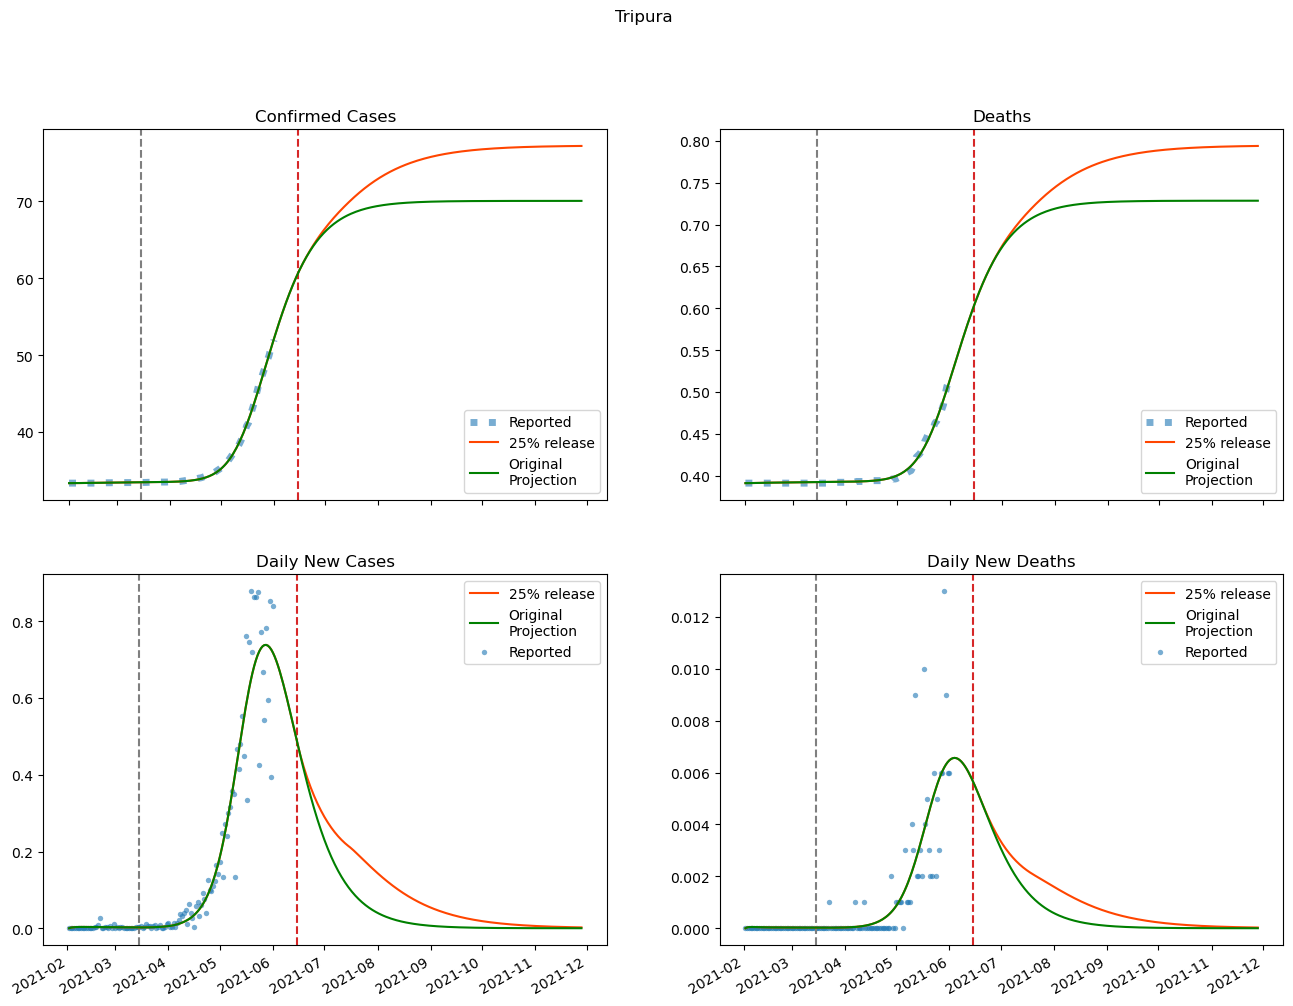 Tripura
Confirmed Cases
70
60
50
40
Reported
25% release
Original
Projection
Deaths
0.80
0.75
0.70
0.65
0.60
0.55
0.50
0.45
0.40
Reported
25% release
Original
Projection
Daily New Cases
0.8
0.6
0.4
0.2
0.0
25% release
Original
Projection
Reported
2021-02
2021-03
2021-04
2021-05
2021-06
2021-07
2021-08
2021-09
2021-10
2021-11
2021-12
Daily New Deaths
0.012
0.010
0.008
0.006
0.004
0.002
0.000
25% release
Original
Projection
Reported
2021-02
2021-03
2021-04
2021-05
2021-06
2021-07
2021-08
2021-09
2021-10
2021-11
2021-12